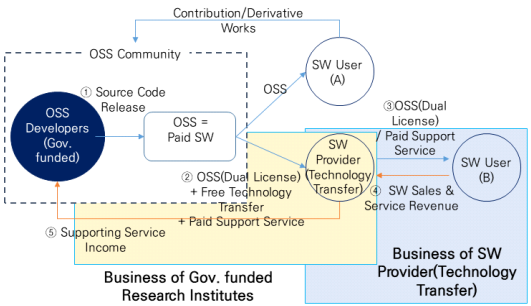 Contribution/Derivative
Works
OSS Community
SW User
(A)
① Source Code
Release
OSS
OSS
Developers
(Gov.
funded)
OSS =
Paid SW
③OSS(Dual
License)
/ Paid Support
Service
SW
Provider
(Technology
Transfer)
SW User
(B)
② OSS(Dual License)
+ Free Technology
Transfer
+ Paid Support Service
④ SW Sales &
Service Revenue
⑤ Supporting Service
Income
Business of Gov. funded
Research Institutes
Business of SW
Provider(Technology
Transfer)